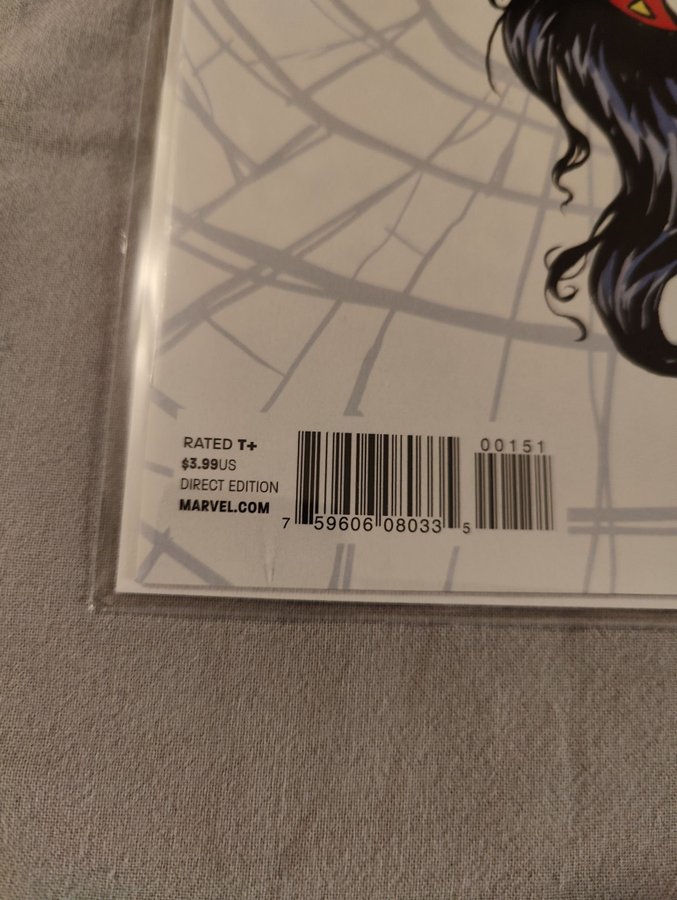 RATED T+
$3.99US
DIRECT EDITION
MARVEL.COM
7 59606 08033 5
00151